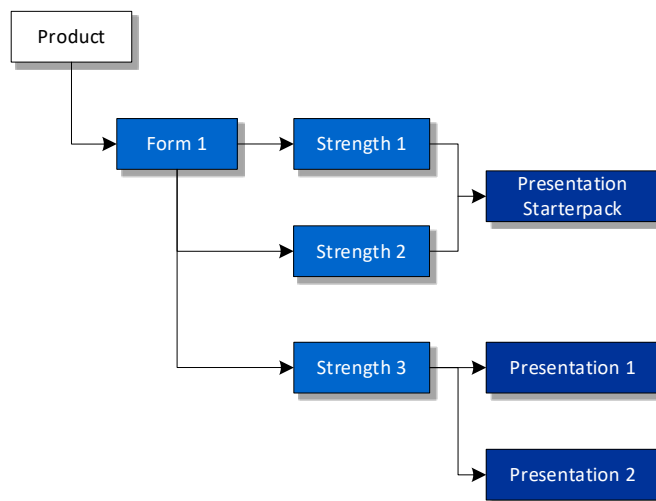 Product
Form 1
Strength 1
Presentation
Starterpack
Strength 2
Strength 3
Presentation 1
Presentation 2